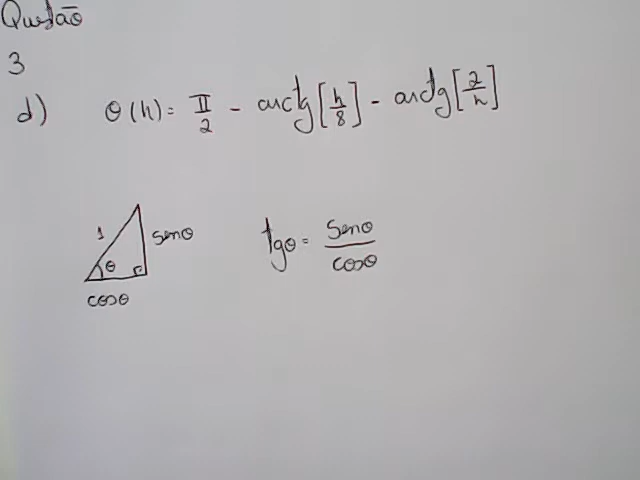 Questão
3
d) θ(h) = π/2 - arctg[h/8] - arctg[2/h]
1 senθ tgθ = senθ/cosθ
θ
cosθ